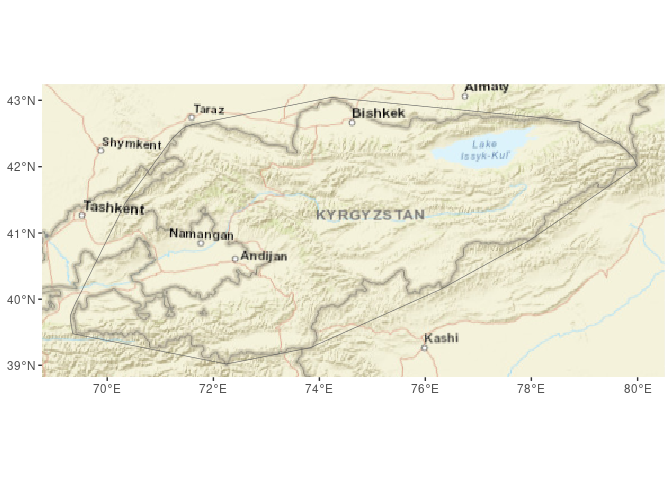 Almaty
43°N
Taraz
Bishkek
Shymkent
Lake
Issyk-Kul'
42°N
Tashkent
KYRGYZSTAN
41°N
Namangan
Andijan
40°N
Kashi
39°N
70°E
72°E
74°E
76°E
78°E
80°E